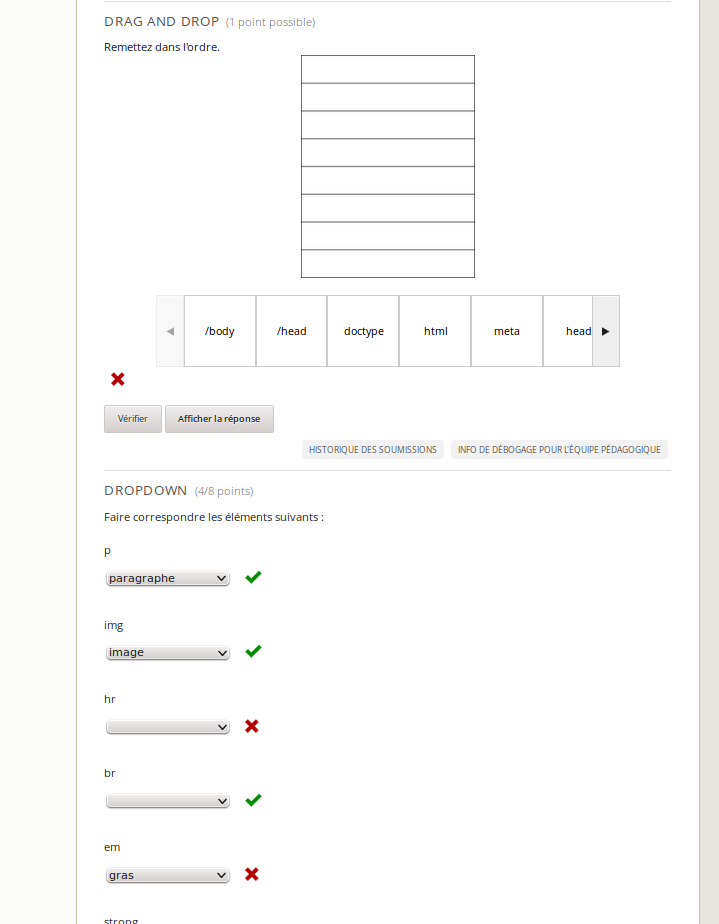 DRAG AND DROP (1 point possible)
Remettez dans l'ordre.
/body /head doctype html meta head
Vérifier Afficher la réponse
HISTORIQUE DES SOUMISSIONS INFO DE DÉBOGAGE POUR L'ÉQUIPE PÉDAGOGIQUE
DROPDOWN (4/8 points)
Faire correspondre les éléments suivants :
p
paragraphe
img
image
hr
br
em
gras
strong